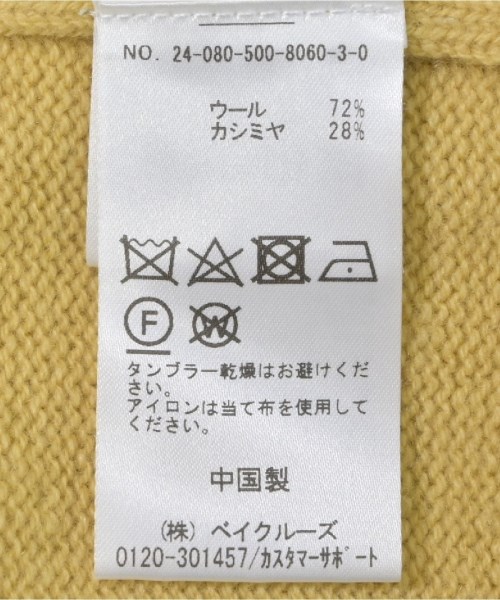 NO. 24-080-500-8060-3-0
ウール 72%
カシミヤ 28%
F
W
タンブラー乾燥はお避けくだ
さい。
アイロンは当て布を使用して
ください。
中国製
(株) ベイクルーズ
0120-301457/カスタマーサポート